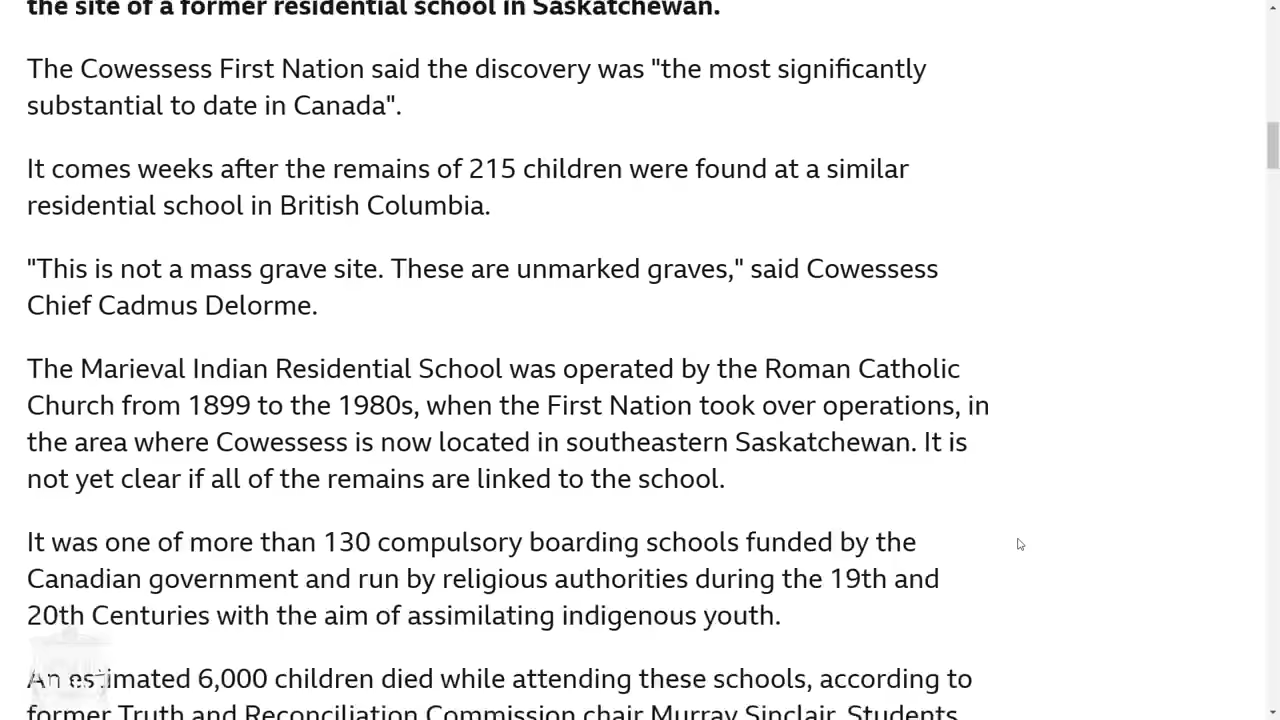 the site of a former residential school in Saskatchewan.
The Cowessess First Nation said the discovery was "the most significantly
substantial to date in Canada".
It comes weeks after the remains of 215 children were found at a similar
residential school in British Columbia.
"This is not a mass grave site. These are unmarked graves," said Cowessess
Chief Cadmus Delorme.
The Marieval Indian Residential School was operated by the Roman Catholic
Church from 1899 to the 1980s, when the First Nation took over operations, in
the area where Cowessess is now located in southeastern Saskatchewan. It is
not yet clear if all of the remains are linked to the school.
It was one of more than 130 compulsory boarding schools funded by the
Canadian government and run by religious authorities during the 19th and
20th Centuries with the aim of assimilating indigenous youth.
An estimated 6,000 children died while attending these schools, according to
former Truth and Reconciliation Commission chair Murray Sinclair. Students